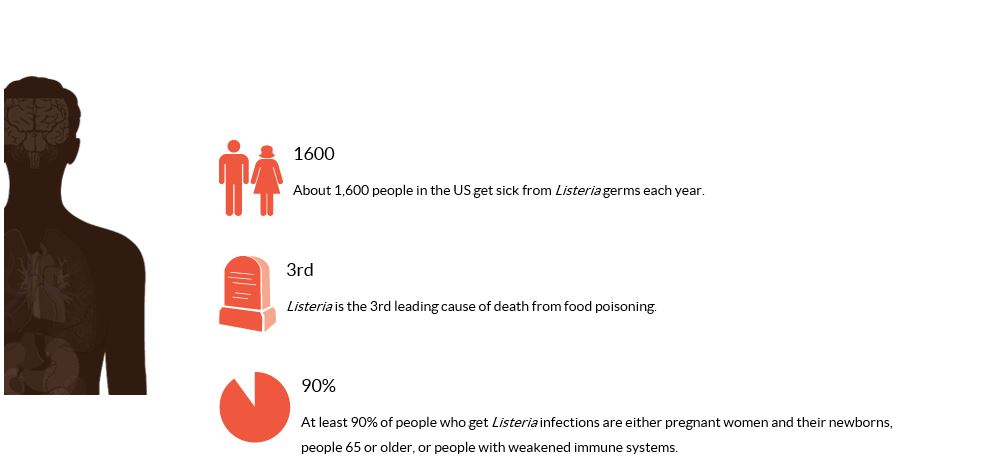 1600
About 1,600 people in the US get sick from Listeria germs each year.
3rd
Listeria is the 3rd leading cause of death from food poisoning.
90%
At least 90% of people who get Listeria infections are either pregnant women and their newborns,
people 65 or older, or people with weakened immune systems.